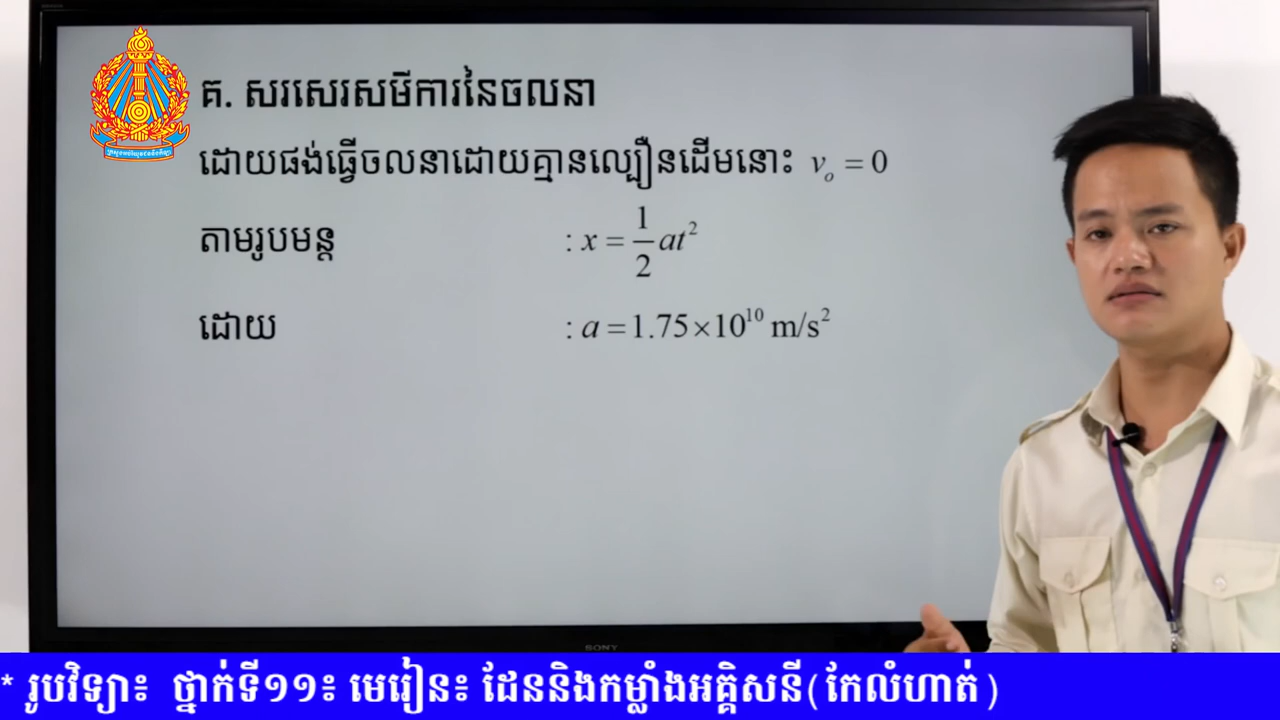 គ. សរសេរសមីការនៃចលនា
ដោយផង់ធ្វើចលនាដោយគ្មានល្បឿនដើមនោះ v₀ = 0
តាមរូបមន្ត : x = 1/2 at²
ដោយ : a = 1.75×10¹⁰ m/s²
SONY
* រូបវិទ្យា៖ ថ្នាក់ទី១១៖ មេរៀន៖ ដែននិងកម្លាំងអគ្គិសនី(កែលំហាត់)